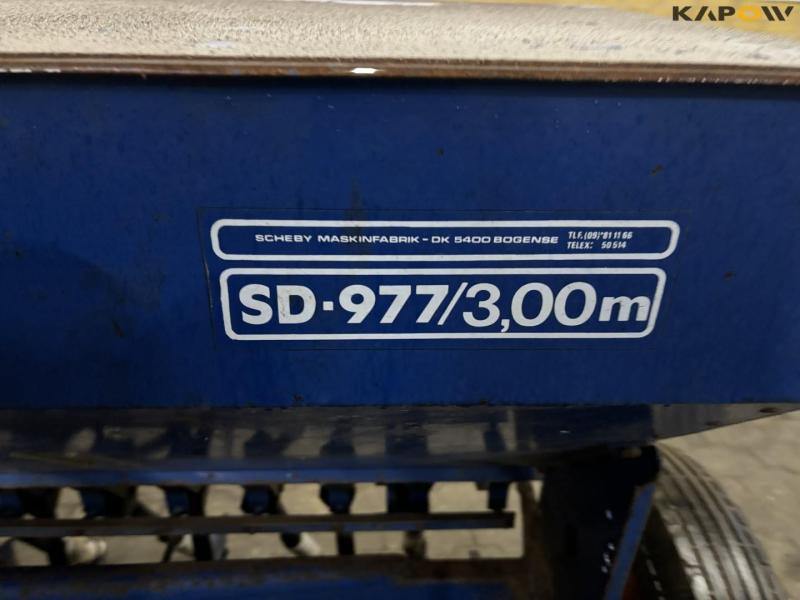 KAPOW
SCHEBY MASKINFABRIK - DK 5400 BOGENSE
TLF. (09)*81 11 66
TELEX: 50 514
SD·977/3,00m